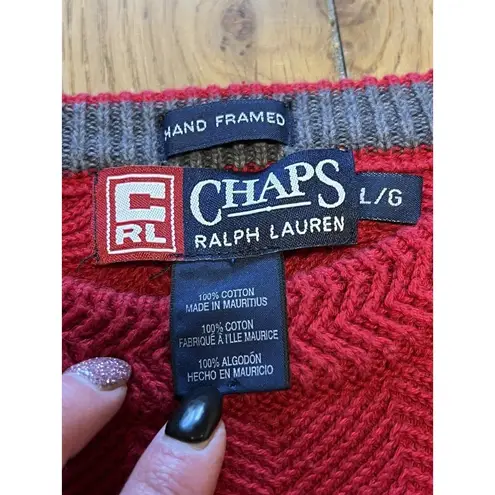 HAND FRAMED
C
RL
CHAPS
RALPH LAUREN
L/G
100% COTTON
MADE IN MAURITIUS
100% COTON
FABRIQUÉ À L'ILE MAURICE
100% ALGODÓN
HECHO EN MAURICIO